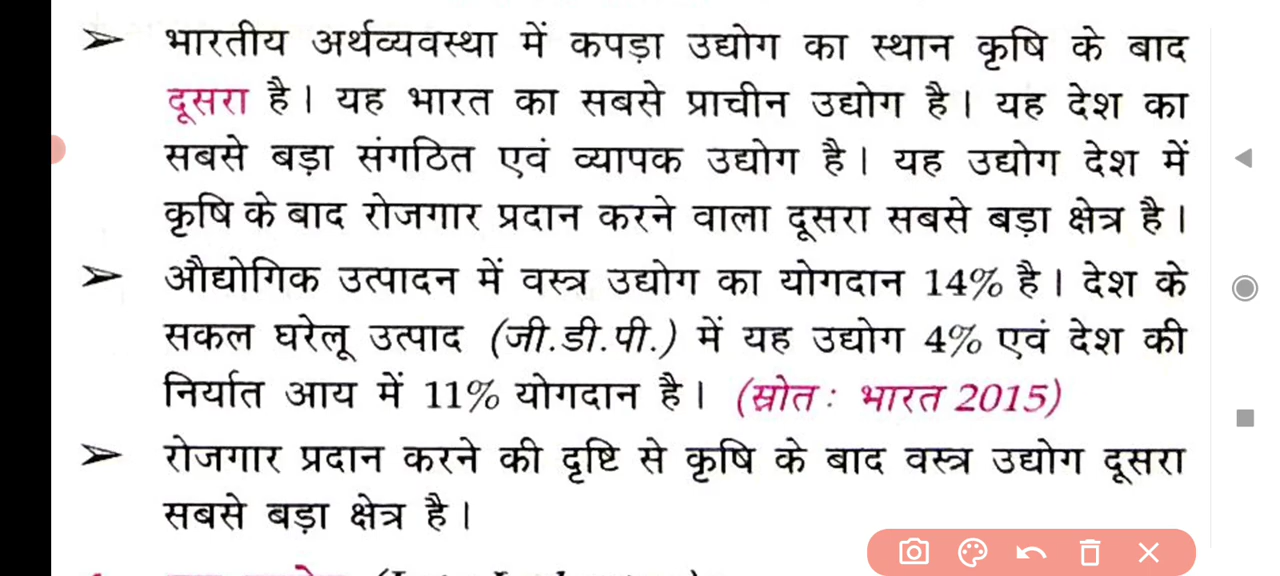 ➢ भारतीय अर्थव्यवस्था में कपड़ा उद्योग का स्थान कृषि के बाद
दूसरा है। यह भारत का सबसे प्राचीन उद्योग है। यह देश का
सबसे बड़ा संगठित एवं व्यापक उद्योग है। यह उद्योग देश में
कृषि के बाद रोजगार प्रदान करने वाला दूसरा सबसे बड़ा क्षेत्र है।
➢ औद्योगिक उत्पादन में वस्त्र उद्योग का योगदान 14% है। देश के
सकल घरेलू उत्पाद (जी.डी.पी.) में यह उद्योग 4% एवं देश की
निर्यात आय में 11% योगदान है। (स्रोत : भारत 2015)
➢ रोजगार प्रदान करने की दृष्टि से कृषि के बाद वस्त्र उद्योग दूसरा
सबसे बड़ा क्षेत्र है।